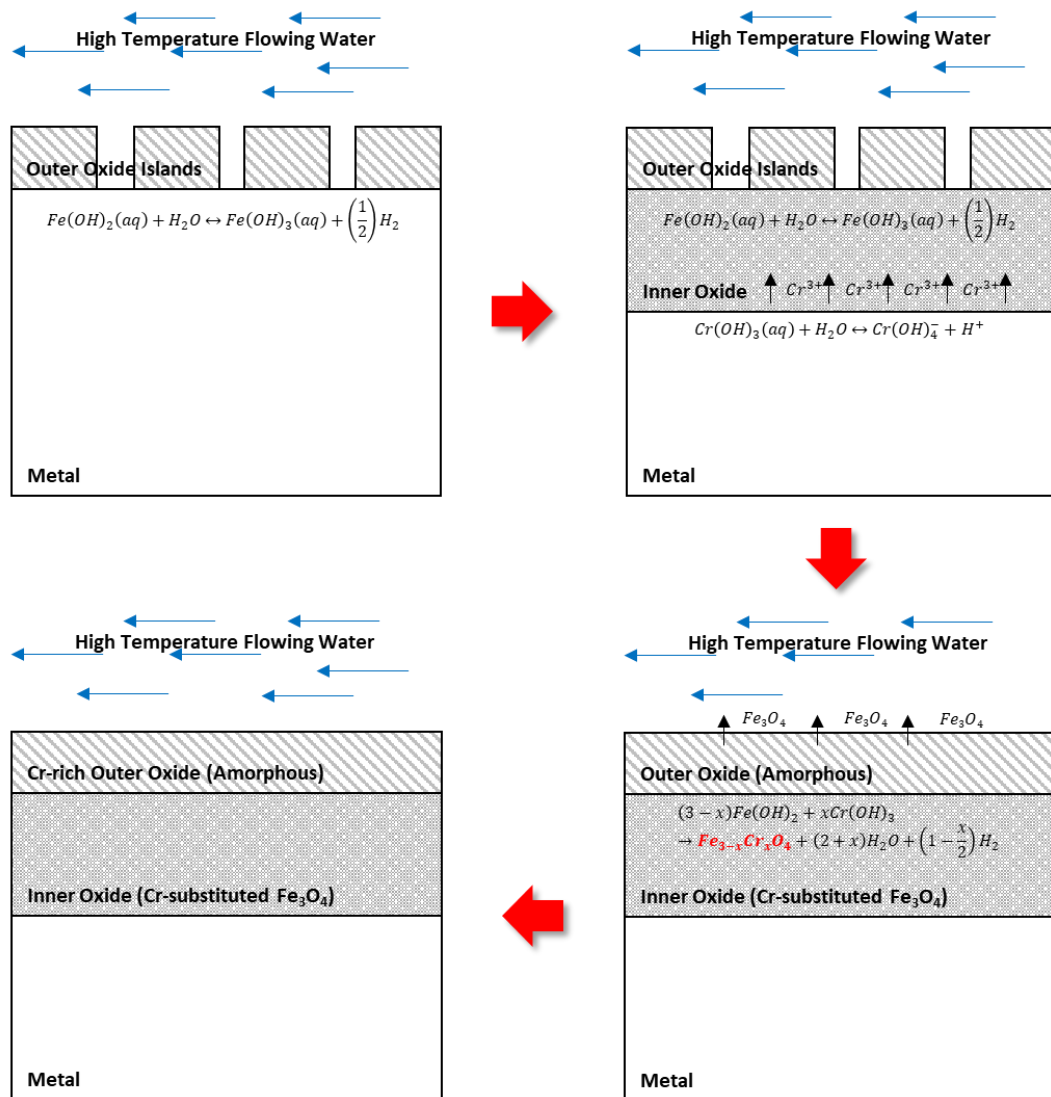 High Temperature Flowing Water
Outer Oxide Islands
Fe(OH)₂(aq) + H₂O ↔ Fe(OH)₃(aq) + (1/2)H₂
Metal
High Temperature Flowing Water
Outer Oxide Islands
Fe(OH)₂(aq) + H₂O ↔ Fe(OH)₃(aq) + (1/2)H₂
Inner Oxide Cr³⁺ Cr³⁺ Cr³⁺ Cr³⁺
Cr(OH)₃(aq) + H₂O ↔ Cr(OH)₄⁻ + H⁺
Metal
High Temperature Flowing Water
Fe₃O₄ Fe₃O₄ Fe₃O₄
Outer Oxide (Amorphous)
(3 − x)Fe(OH)₂ + xCr(OH)₃
→ Fe₃₋ₓCrₓO₄ + (2 + x)H₂O + (1 − x/2)H₂
Inner Oxide (Cr-substituted Fe₃O₄)
Metal
High Temperature Flowing Water
Cr-rich Outer Oxide (Amorphous)
Inner Oxide (Cr-substituted Fe₃O₄)
Metal